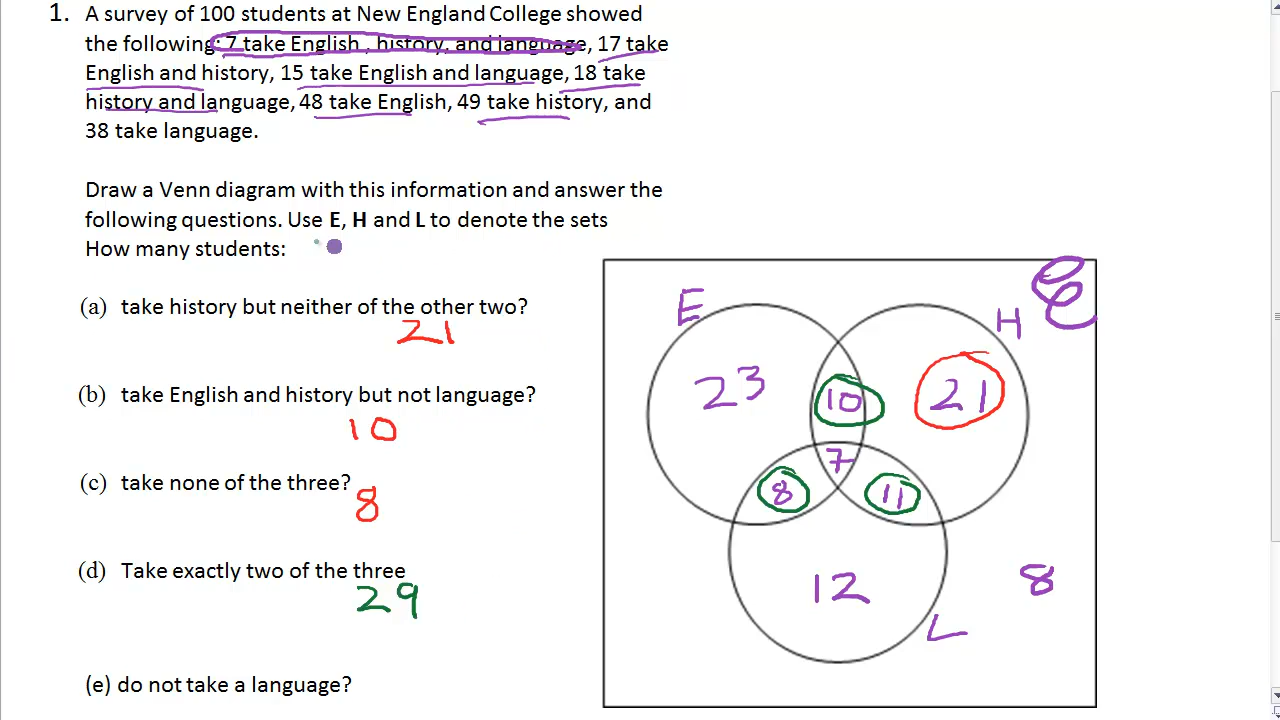 1. A survey of 100 students at New England College showed
the following: 7 take English , history, and language, 17 take
English and history, 15 take English and language, 18 take
history and language, 48 take English, 49 take history, and
38 take language.
Draw a Venn diagram with this information and answer the
following questions. Use E, H and L to denote the sets
How many students:
(a) take history but neither of the other two?
21
(b) take English and history but not language?
10
(c) take none of the three?
8
(d) Take exactly two of the three
29
(e) do not take a language?
E
H
23
10
21
7
8
11
12
8
L